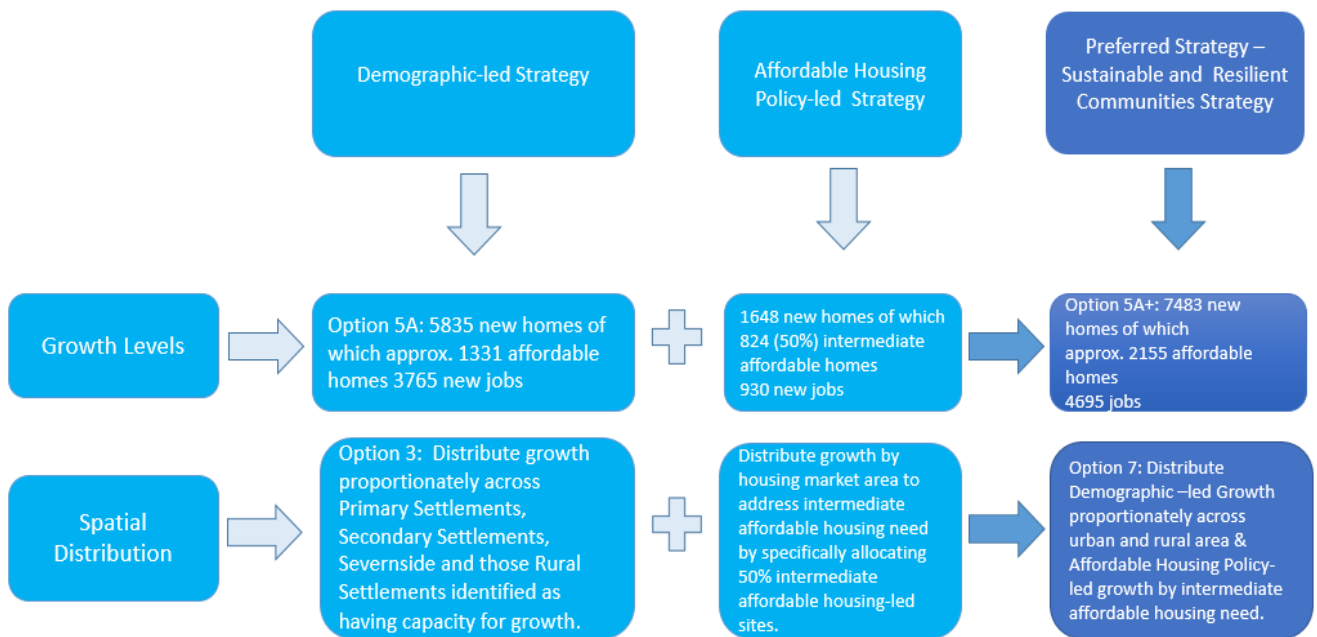 Demographic-led Strategy
Affordable Housing
Policy-led Strategy
Preferred Strategy –
Sustainable and Resilient
Communities Strategy
Growth Levels
Option 5A: 5835 new homes of
which approx. 1331 affordable
homes 3765 new jobs
1648 new homes of which
824 (50%) intermediate
affordable homes
930 new jobs
Option 5A+: 7483 new
homes of which
approx. 2155 affordable
homes
4695 jobs
Spatial
Distribution
Option 3: Distribute growth
proportionately across
Primary Settlements,
Secondary Settlements,
Severnside and those Rural
Settlements identified as
having capacity for growth.
Distribute growth by
housing market area to
address intermediate
affordable housing need
by specifically allocating
50% intermediate
affordable housing-led
sites.
Option 7: Distribute
Demographic –led Growth
proportionately across
urban and rural area &
Affordable Housing Policy-
led growth by intermediate
affordable housing need.